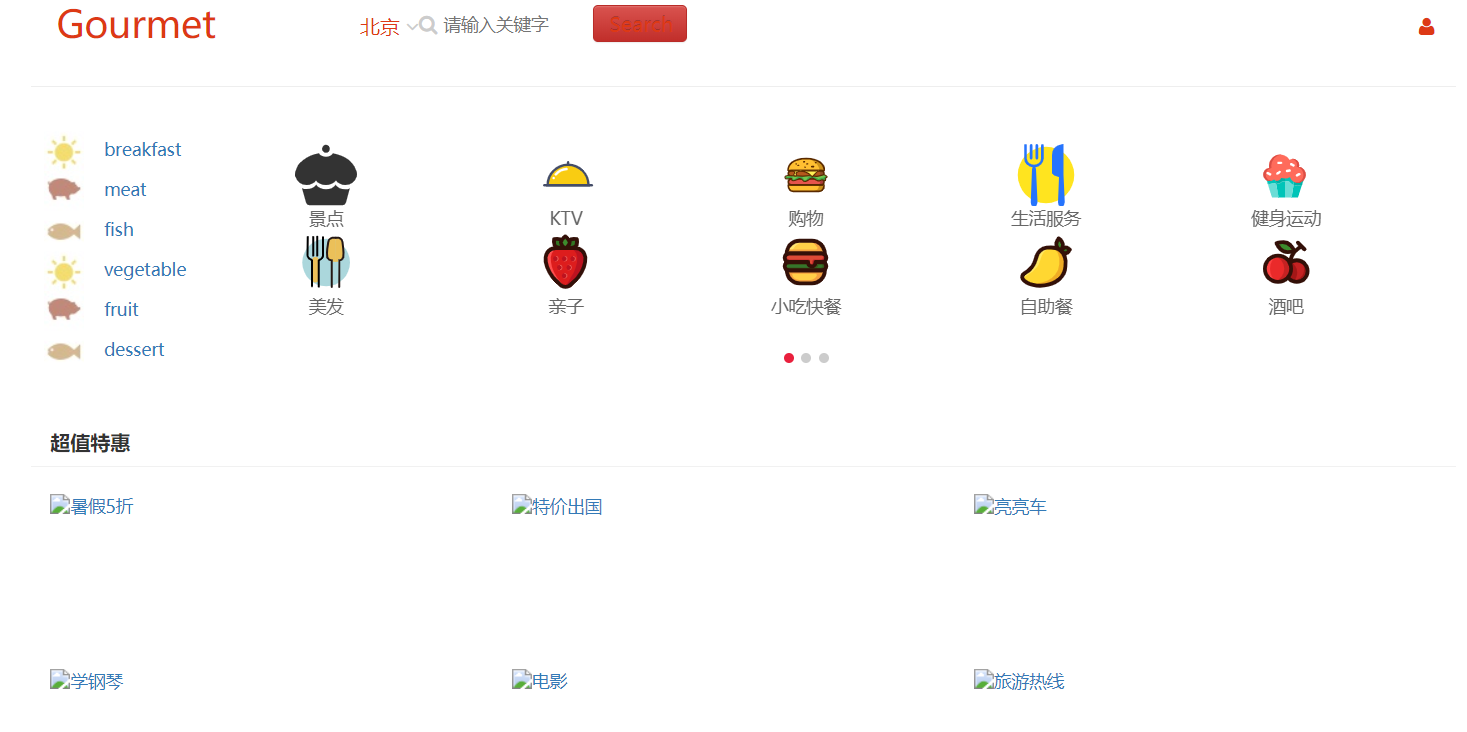 Gourmet
北京
请输入关键字
Search
breakfast
meat
fish
vegetable
fruit
dessert
景点
KTV
购物
生活服务
健身运动
美发
亲子
小吃快餐
自助餐
酒吧
超值特惠
暑假5折
特价出国
亮亮车
学钢琴
电影
旅游热线